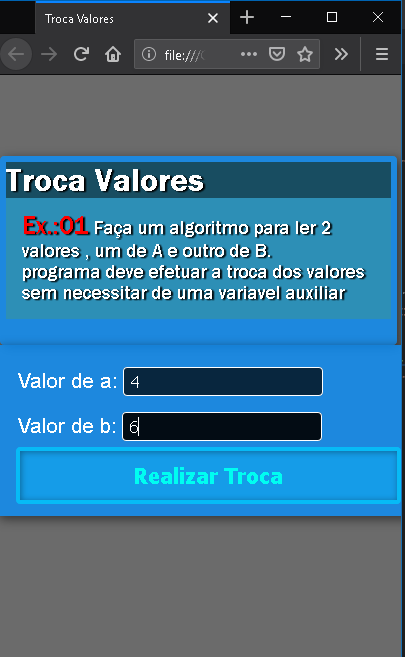 Troca Valores
file:///
Troca Valores
Ex.:01 Faça um algoritmo para ler 2
valores , um de A e outro de B.
programa deve efetuar a troca dos valores
sem necessitar de uma variavel auxiliar
Valor de a: 4
Valor de b: 6
Realizar Troca